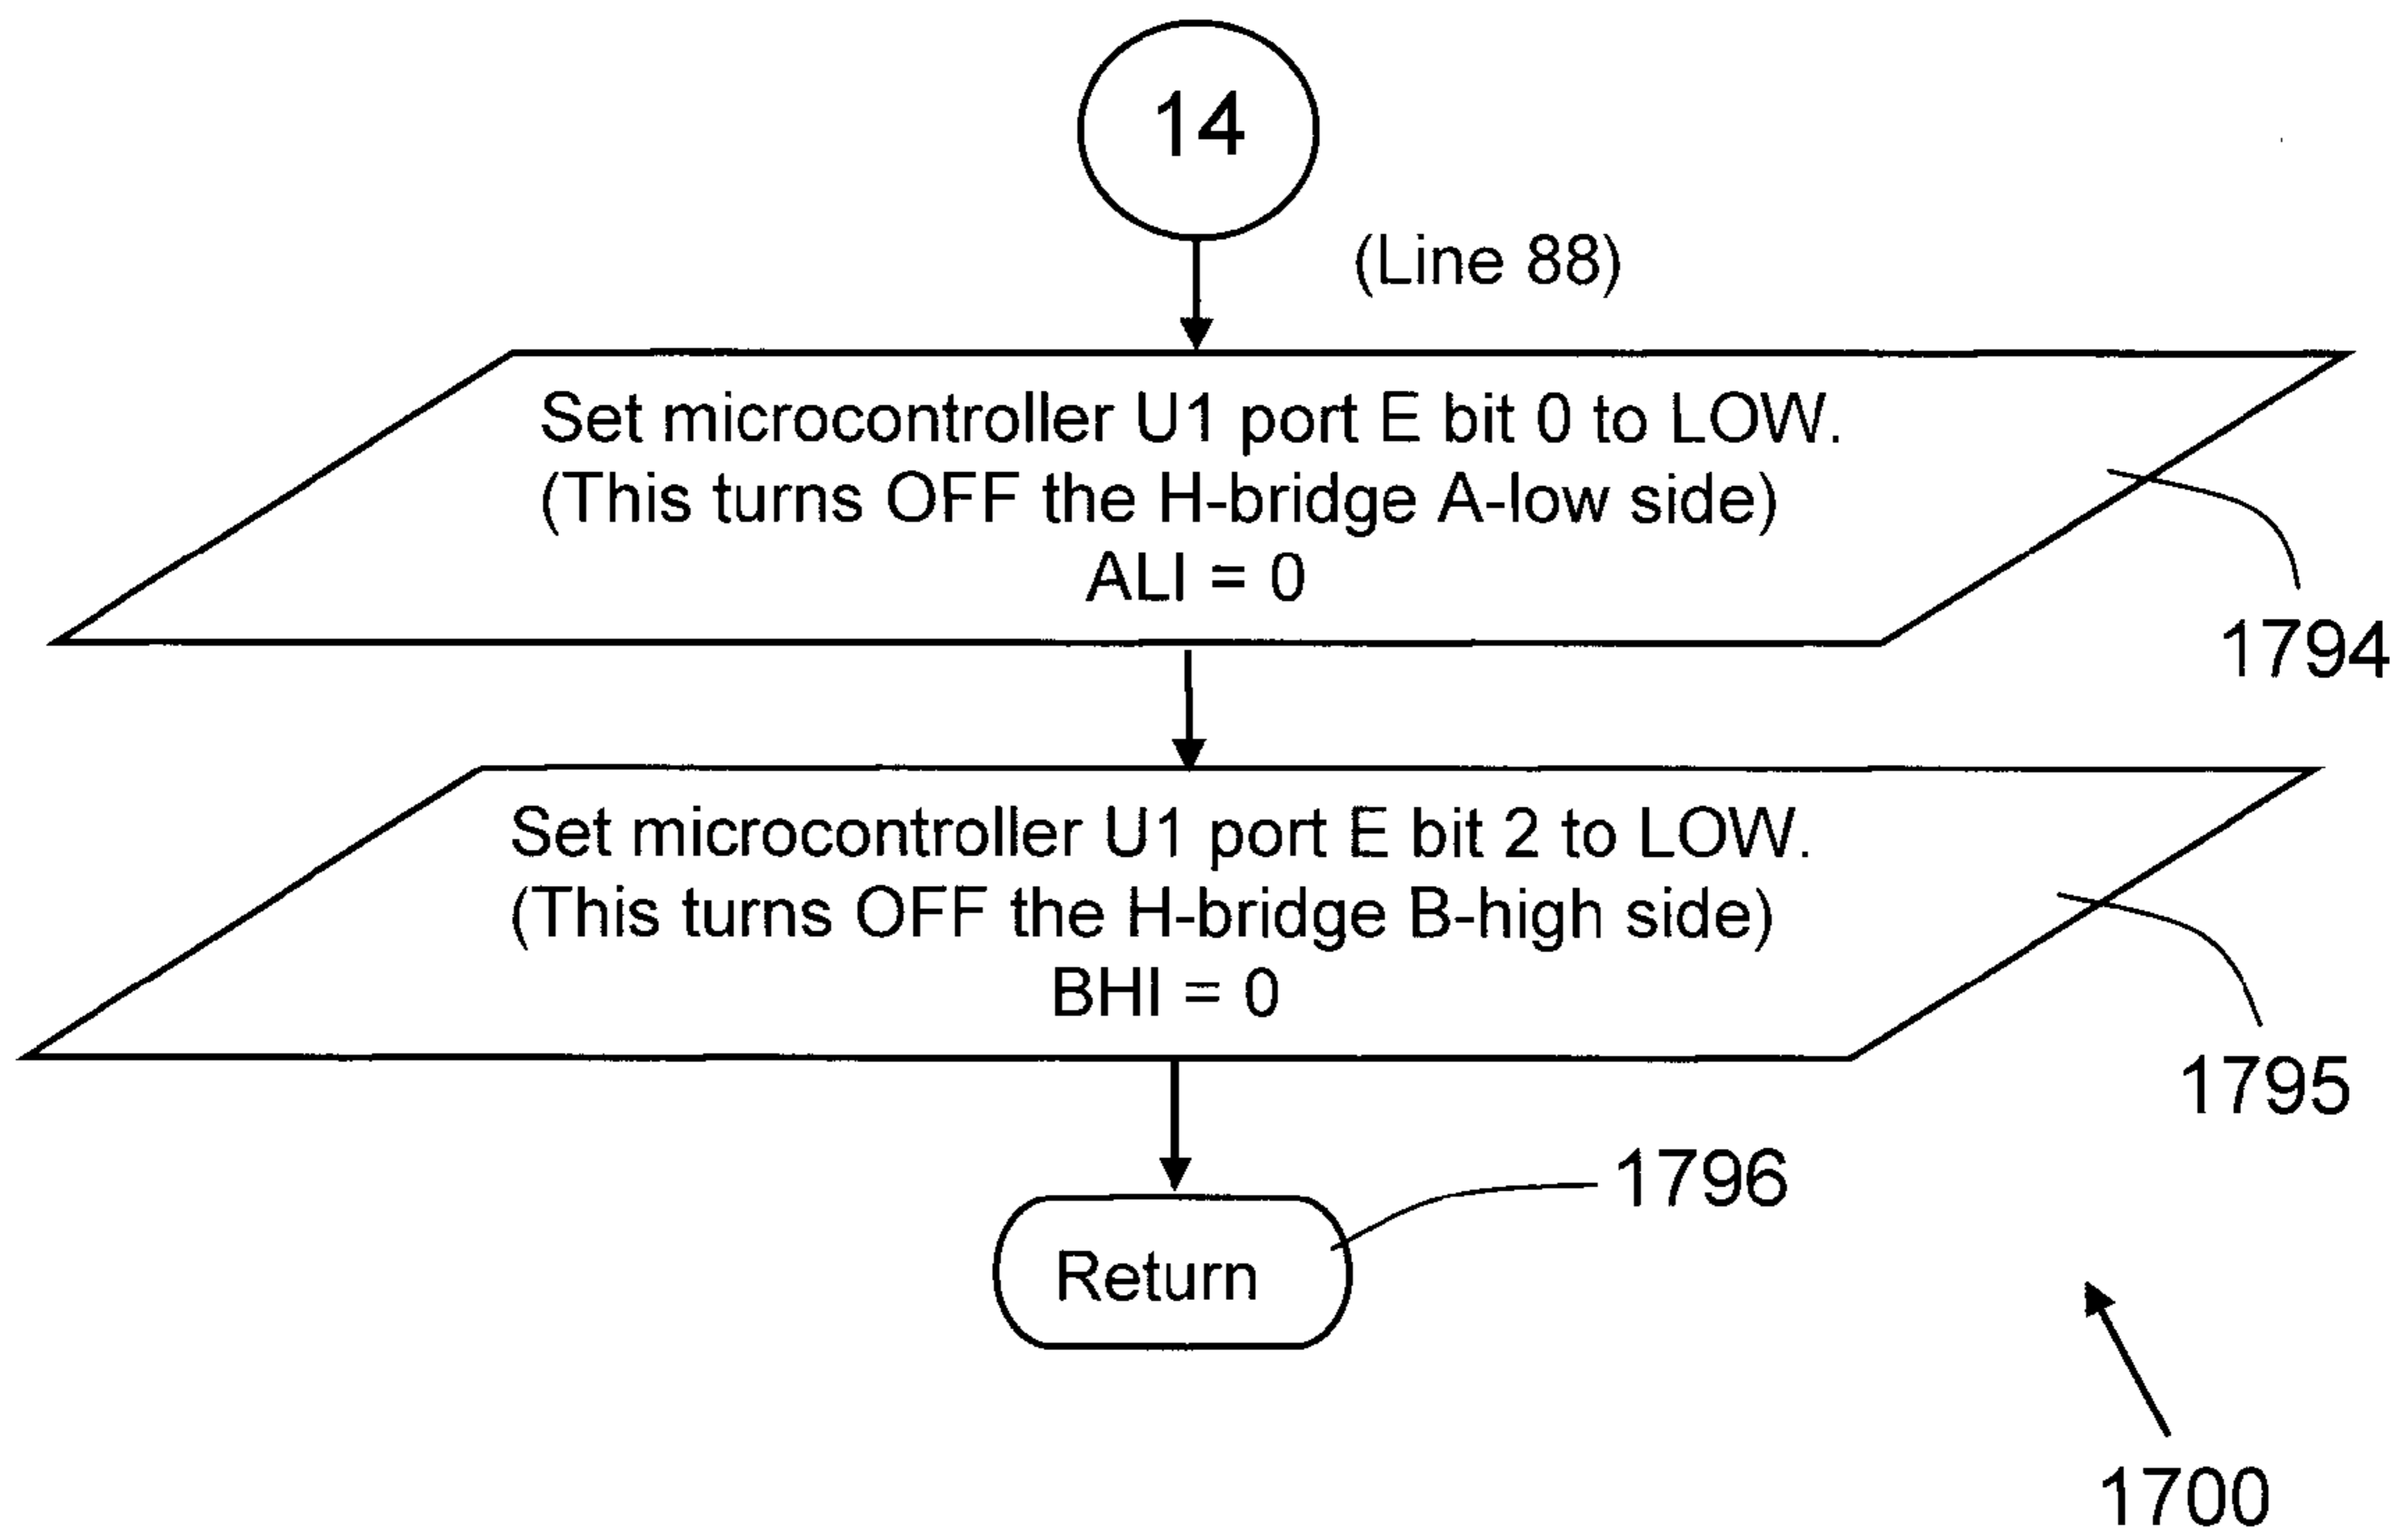 14
(Line 88)
Set microcontroller U1 port E bit 0 to LOW.
(This turns OFF the H-bridge A-low side)
ALI = 0
1794
Set microcontroller U1 port E bit 2 to LOW.
(This turns OFF the H-bridge B-high side)
BHI = 0
1795
1796
Return
1700